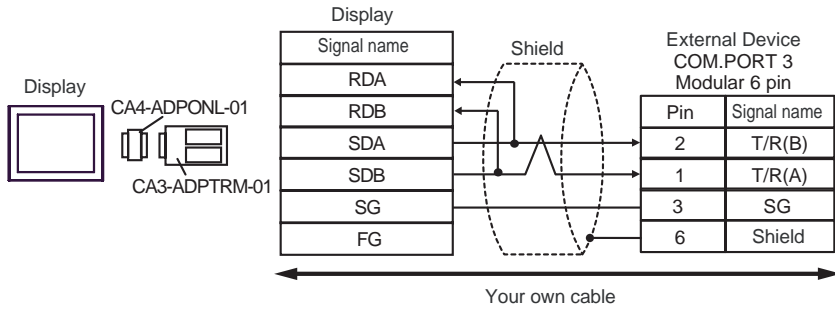 Display
CA4-ADPONL-01
CA3-ADPTRM-01
Display
Signal name
RDA
RDB
SDA
SDB
SG
FG
Shield
External Device
COM.PORT 3
Modular 6 pin
Pin Signal name
2 T/R(B)
1 T/R(A)
3 SG
6 Shield
Your own cable